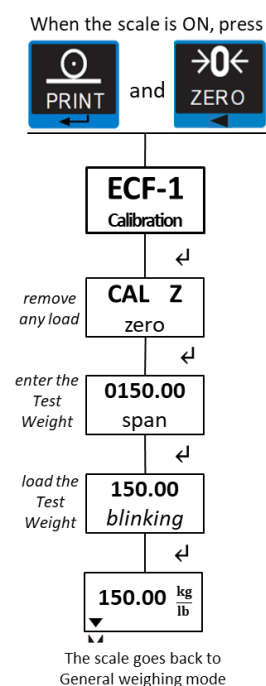 When the scale is ON, press
PRINT and →0← ZERO
ECF-1
Calibration
remove any load
CAL Z
zero
enter the Test Weight
0150.00
span
load the Test Weight
150.00
blinking
150.00 kg lb
The scale goes back to
General weighing mode